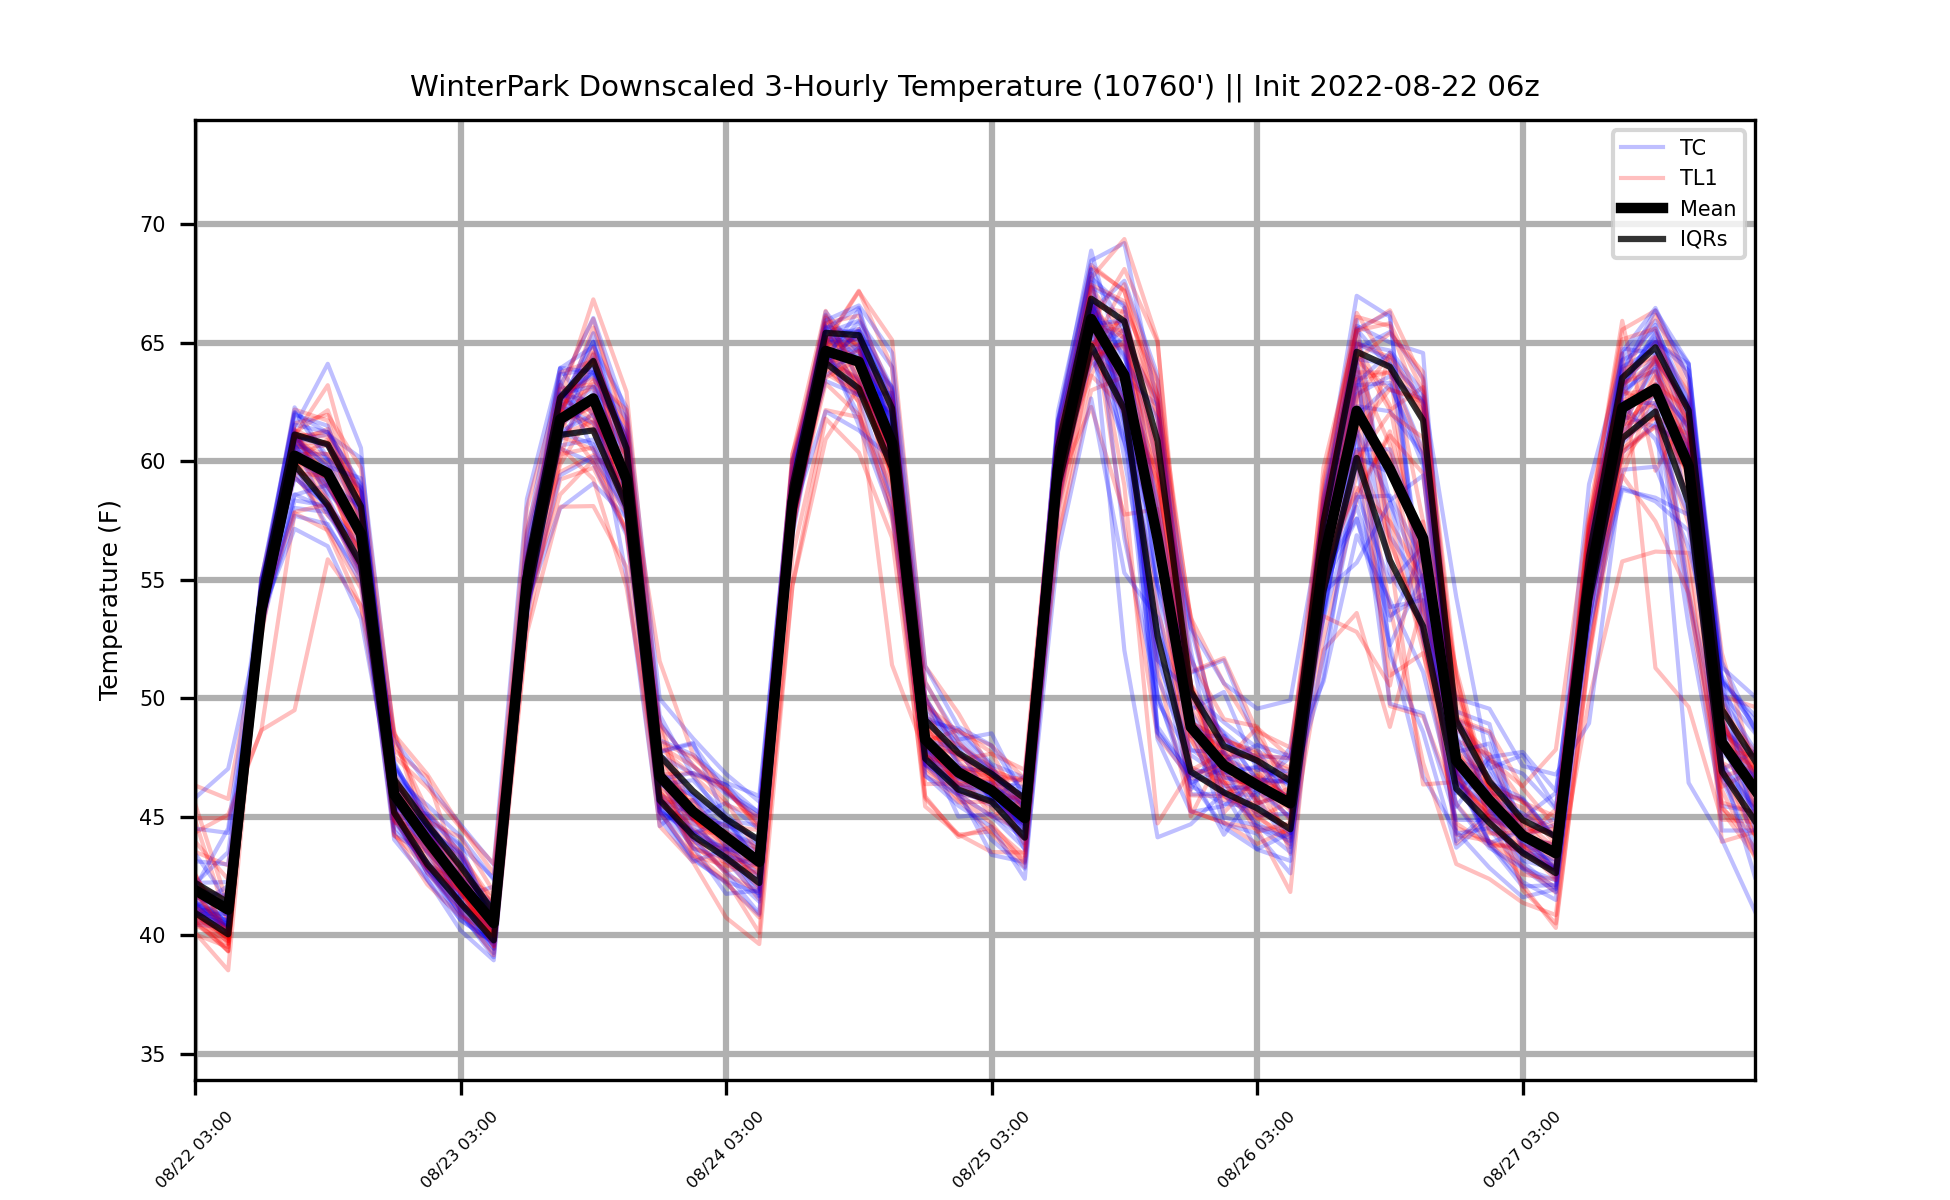 WinterPark Downscaled 3-Hourly Temperature (10760') || Init 2022-08-22 06z
TC
TL1
Mean
IQRs
Temperature (F)
70
65
60
55
50
45
40
35
08/22 03:00
08/23 03:00
08/24 03:00
08/25 03:00
08/26 03:00
08/27 03:00